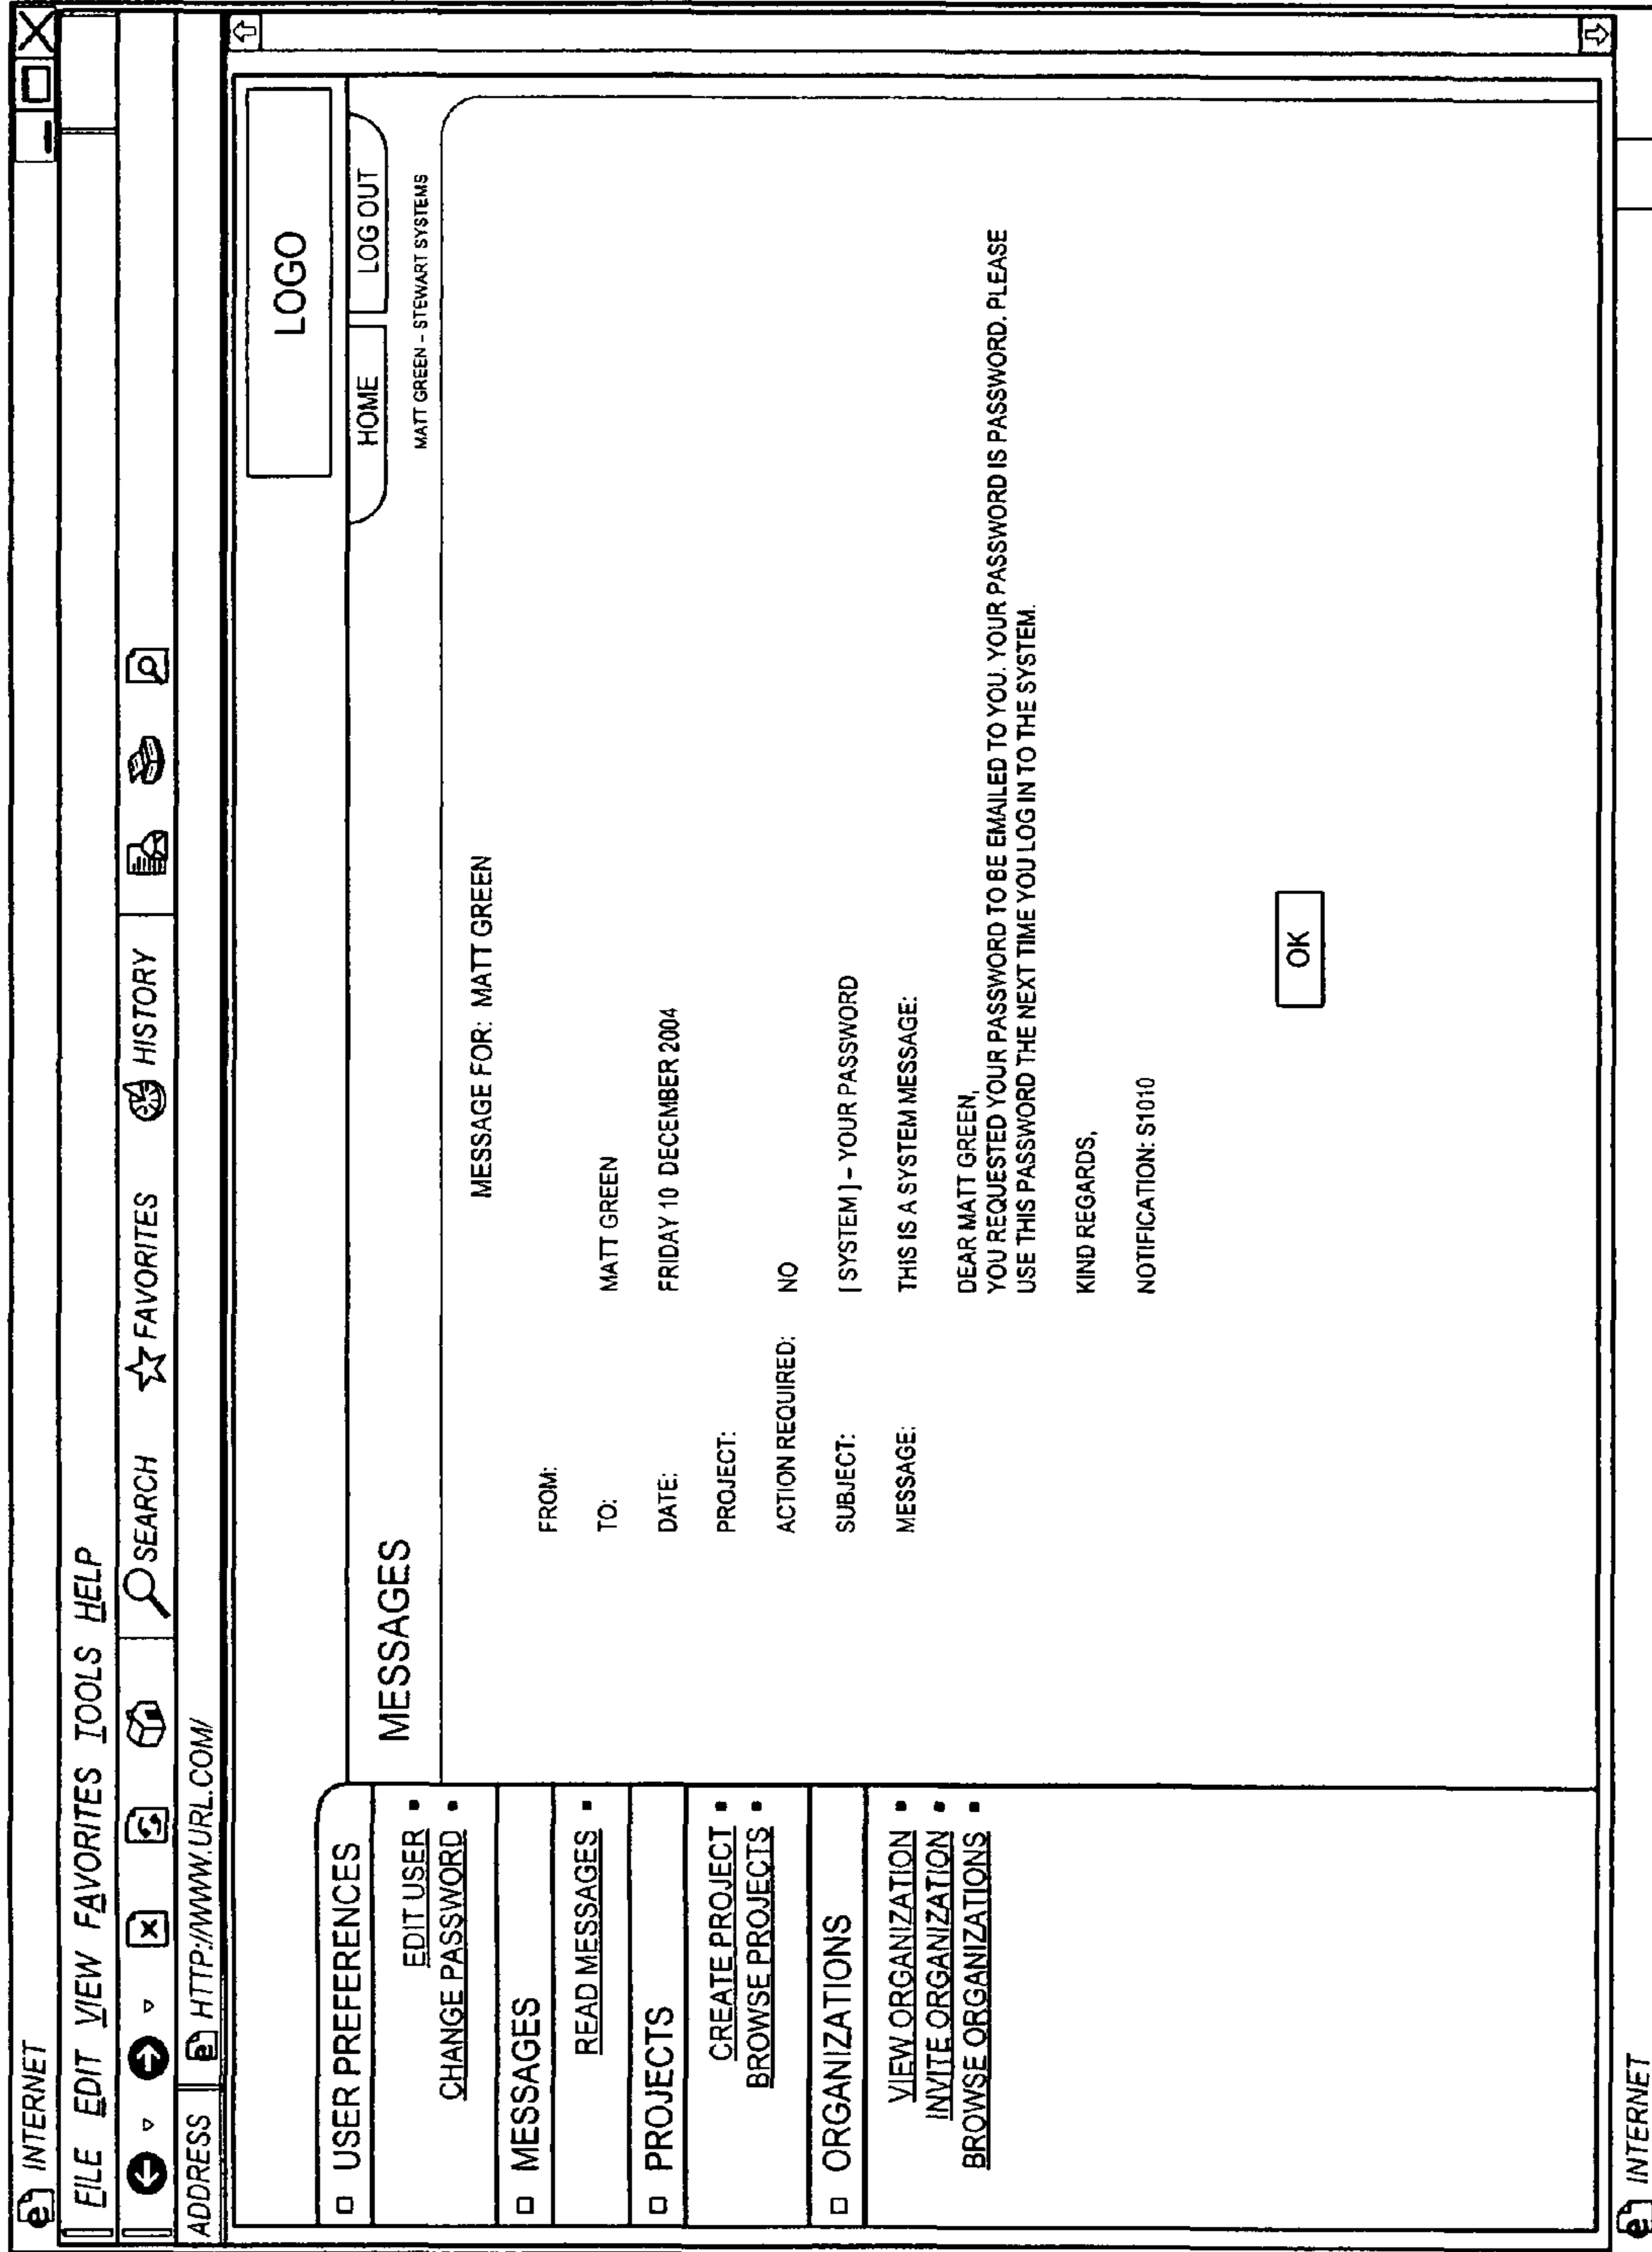 INTERNET
FILE EDIT VIEW FAVORITES TOOLS HELP
SEARCH FAVORITES HISTORY
ADDRESS HTTP://WWW.URL.COM/
LOGO
HOME LOG OUT
MESSAGES
MATT GREEN – STEWART SYSTEMS
USER PREFERENCES
EDIT USER
CHANGE PASSWORD
MESSAGES
READ MESSAGES
PROJECTS
CREATE PROJECT
BROWSE PROJECTS
ORGANIZATIONS
VIEW ORGANIZATION
INVITE ORGANIZATION
BROWSE ORGANIZATIONS
MESSAGE FOR: MATT GREEN
FROM:
TO: MATT GREEN
DATE: FRIDAY 10 DECEMBER 2004
PROJECT:
ACTION REQUIRED: NO
SUBJECT: [SYSTEM] – YOUR PASSWORD
MESSAGE: THIS IS A SYSTEM MESSAGE:
DEAR MATT GREEN,
YOU REQUESTED YOUR PASSWORD TO BE EMAILED TO YOU. YOUR PASSWORD IS PASSWORD. PLEASE
USE THIS PASSWORD THE NEXT TIME YOU LOG IN TO THE SYSTEM.
KIND REGARDS,
NOTIFICATION: S1010
OK
INTERNET